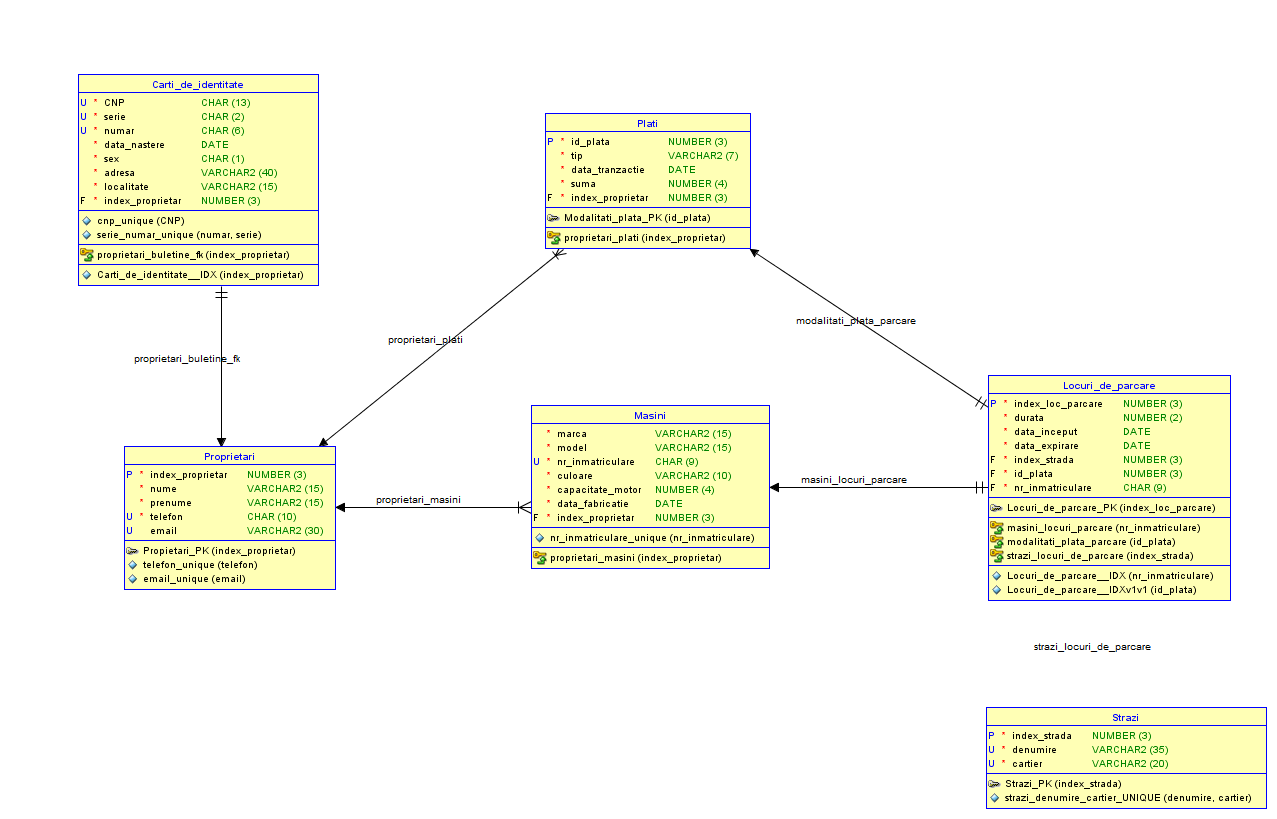 Carti_de_identitate
U * CNP CHAR (13)
U * serie CHAR (2)
U * numar CHAR (6)
* data_nastere DATE
* sex CHAR (1)
* adresa VARCHAR2 (40)
* localitate VARCHAR2 (15)
F * index_proprietar NUMBER (3)
cnp_unique (CNP)
serie_numar_unique (numar, serie)
proprietari_buletine_fk (index_proprietar)
Carti_de_identitate__IDX (index_proprietar)
Plati
P * id_plata NUMBER (3)
* tip VARCHAR2 (7)
* data_tranzactie DATE
* suma NUMBER (4)
F * index_proprietar NUMBER (3)
Modalitati_plata_PK (id_plata)
proprietari_plati (index_proprietar)
modalitati_plata_parcare
proprietari_plati
proprietari_buletine_fk
Locuri_de_parcare
P * index_loc_parcare NUMBER (3)
* durata NUMBER (2)
* data_inceput DATE
* data_expirare DATE
F * index_strada NUMBER (3)
F * id_plata NUMBER (3)
F * nr_inmatriculare CHAR (9)
Locuri_de_parcare_PK (index_loc_parcare)
masini_locuri_parcare (nr_inmatriculare)
modalitati_plata_parcare (id_plata)
strazi_locuri_de_parcare (index_strada)
Locuri_de_parcare__IDX (nr_inmatriculare)
Locuri_de_parcare__IDXv1v1 (id_plata)
Masini
* marca VARCHAR2 (15)
* model VARCHAR2 (15)
U * nr_inmatriculare CHAR (9)
* culoare VARCHAR2 (10)
* capacitate_motor NUMBER (4)
* data_fabricatie DATE
F * index_proprietar NUMBER (3)
nr_inmatriculare_unique (nr_inmatriculare)
proprietari_masini (index_proprietar)
masini_locuri_parcare
proprietari_masini
Proprietari
P * index_proprietar NUMBER (3)
* nume VARCHAR2 (15)
* prenume VARCHAR2 (15)
U * telefon CHAR (10)
U email VARCHAR2 (30)
Propietari_PK (index_proprietar)
telefon_unique (telefon)
email_unique (email)
strazi_locuri_de_parcare
Strazi
P * index_strada NUMBER (3)
U * denumire VARCHAR2 (35)
U * cartier VARCHAR2 (20)
Strazi_PK (index_strada)
strazi_denumire_cartier_UNIQUE (denumire, cartier)